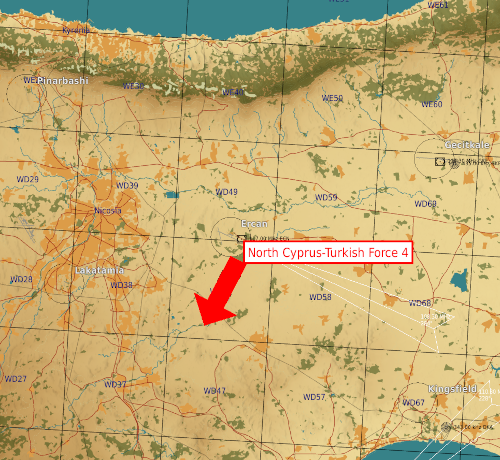 WE61
Kyrenia
Pinarbashi
WE40
WE50
WE60
Gecitkale
WD29
WD39
WD49
WD59
WD69
Nicosia
Ercan
North Cyprus-Turkish Force 4
Lakatamia
WD28
WD38
WD58
WD68
WD27
WD37
WD47
WD57
Kingsfield
WD67